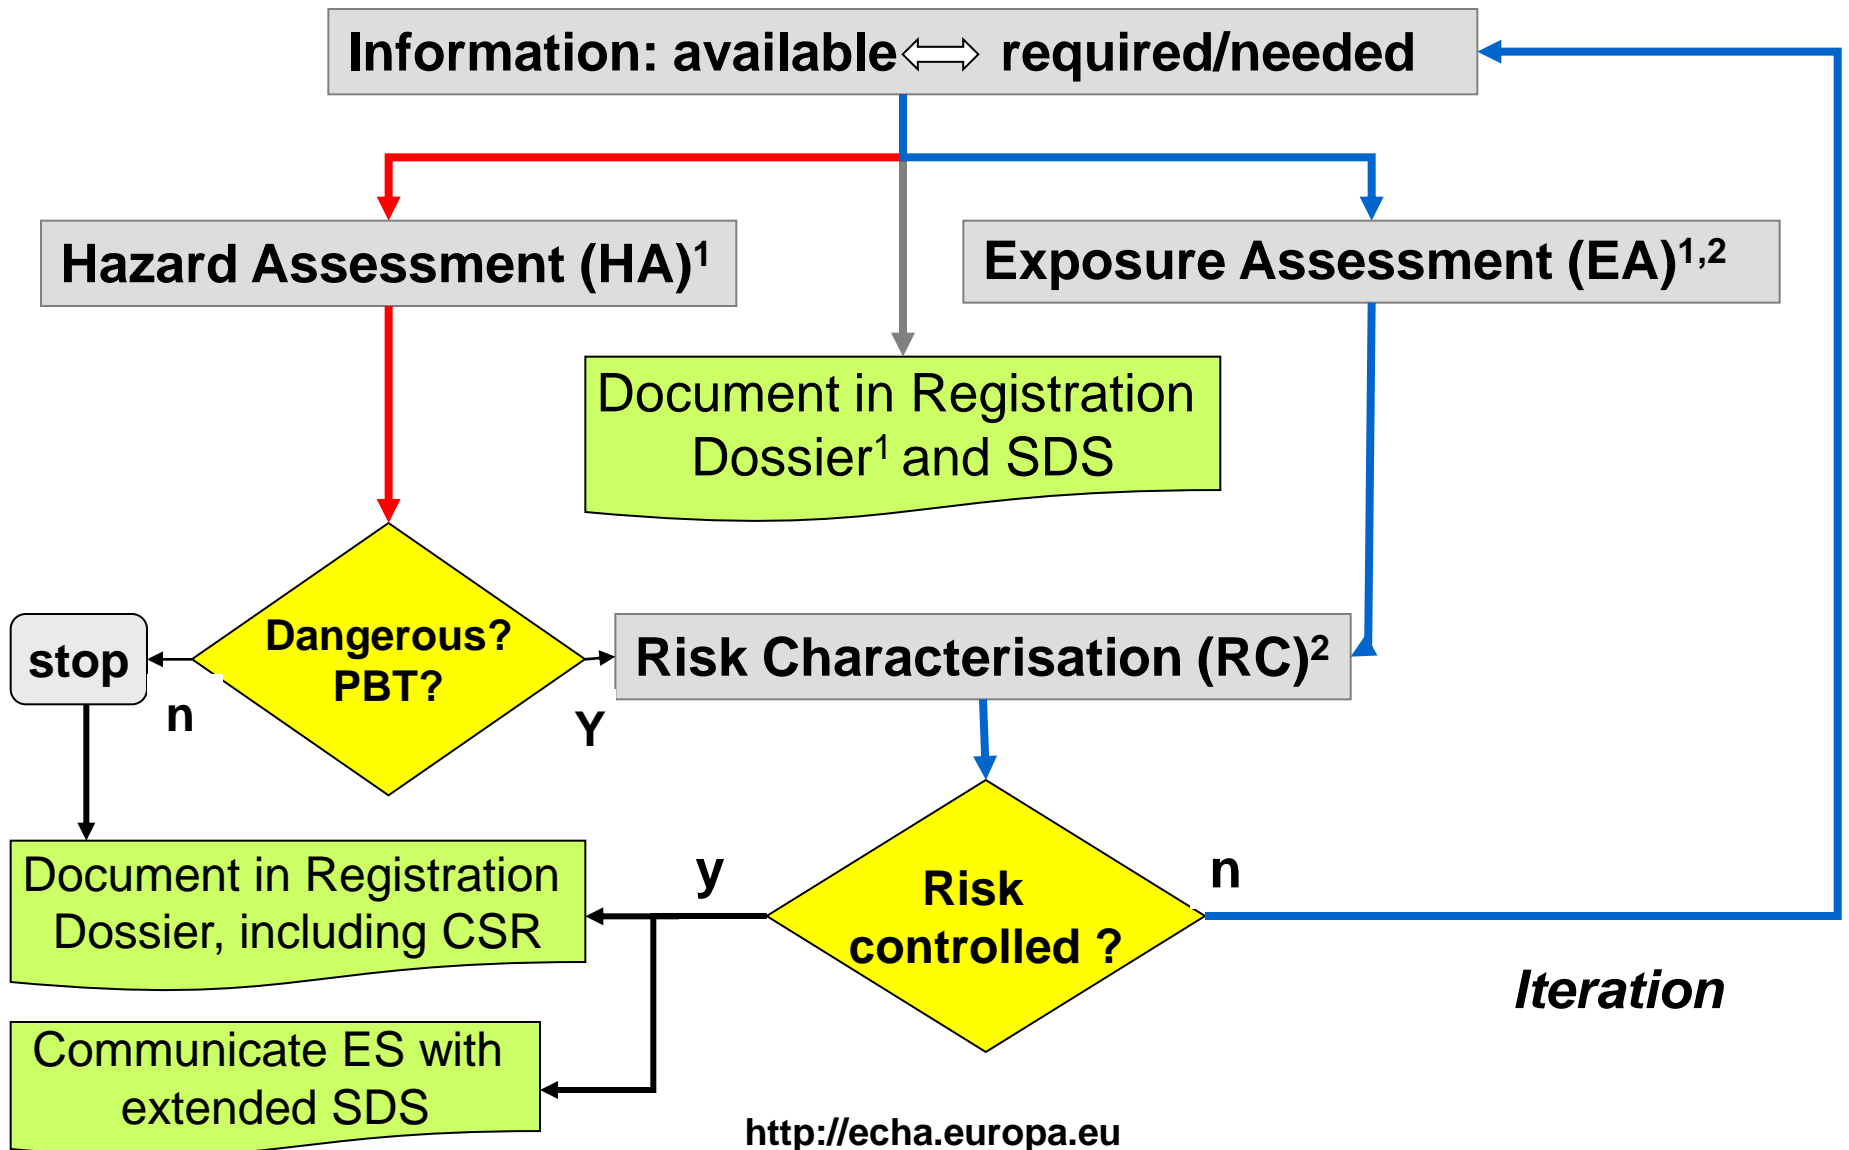 Information: available required/needed
Hazard Assessment (HA)1
Exposure Assessment (EA)1,2
Document in Registration
Dossier1 and SDS
Dangerous?
PBT?
stop
n
Y
Risk Characterisation (RC)2
Document in Registration
Dossier, including CSR
y
Risk
controlled ?
n
Iteration
Communicate ES with
extended SDS
http://echa.europa.eu